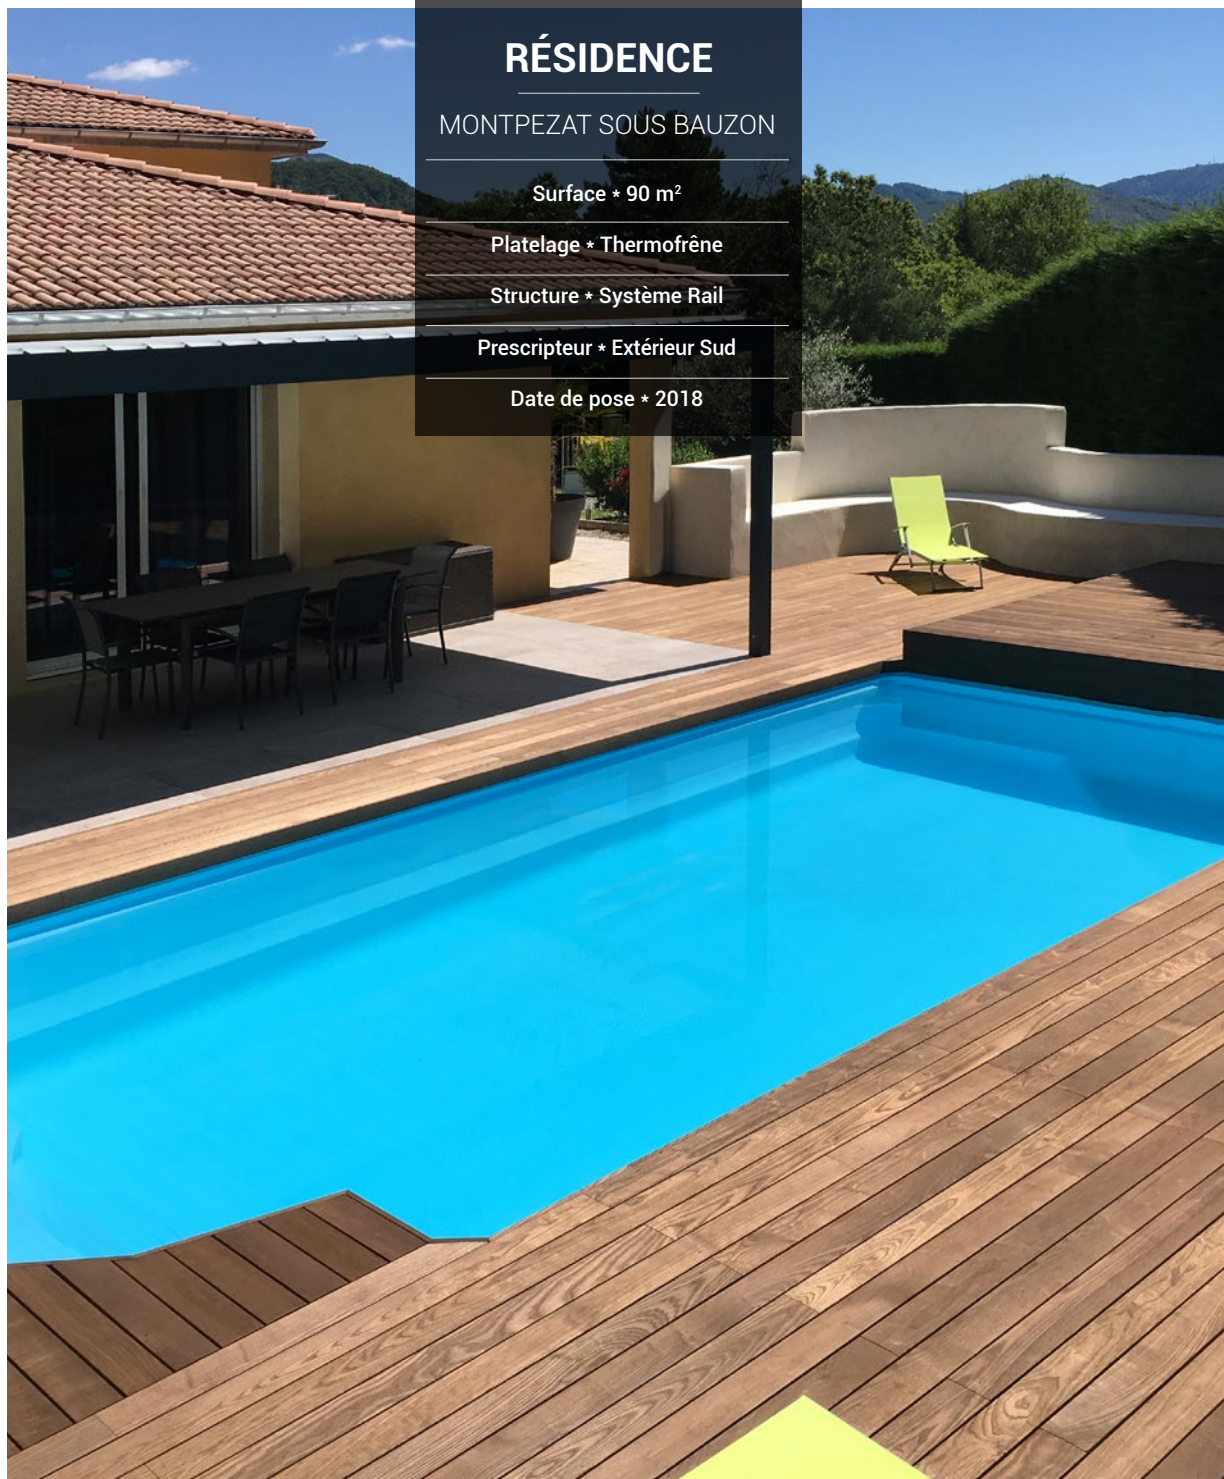 RÉSIDENCE
MONTPEZAT SOUS BAUZON
Surface * 90 m²
Platelage * Thermofrêne
Structure * Système Rail
Prescripteur * Extérieur Sud
Date de pose * 2018